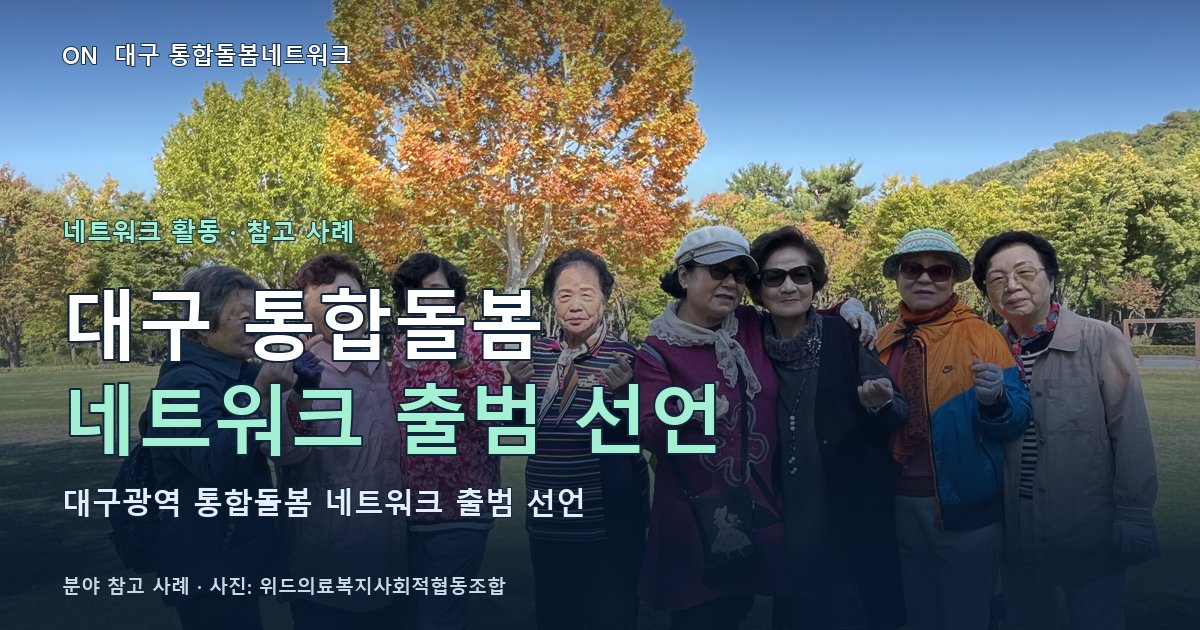 ON 대구 통합돌봄네트워크
네트워크 활동 · 참고 사례
대구 통합돌봄
네트워크 출범 선언
대구광역 통합돌봄 네트워크 출범 선언
분야 참고 사례 · 사진: 위드의료복지사회적협동조합